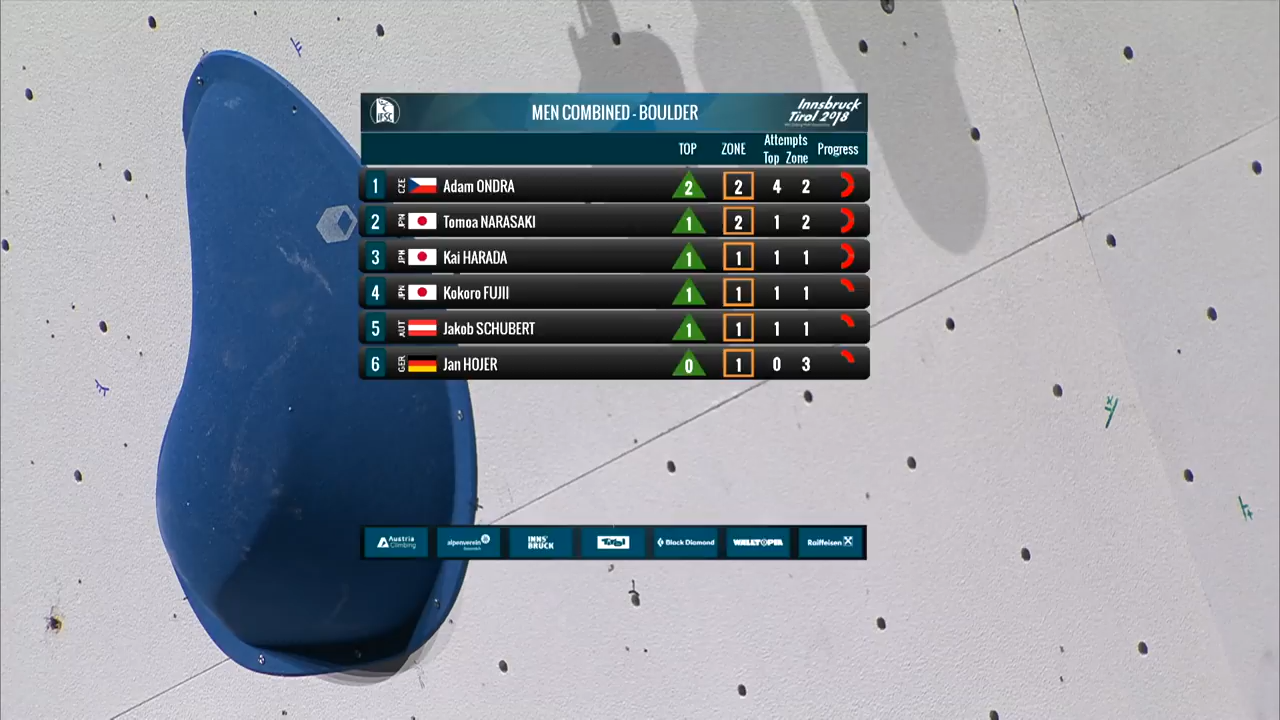 IFSC
MEN COMBINED - BOULDER
Innsbruck
Tirol 2018
TOP ZONE Attempts Top Zone Progress
1 CZE Adam ONDRA 2 2 4 2
2 JPN Tomoa NARASAKI 1 2 1 2
3 JPN Kai HARADA 1 1 1 1
4 JPN Kokoro FUJII 1 1 1 1
5 AUT Jakob SCHUBERT 1 1 1 1
6 GER Jan HOJER 0 1 0 3
Austria Climbing alpenverein österreich INNS' BRUCK Tirol Black Diamond WALLTOPIA Raiffeisen